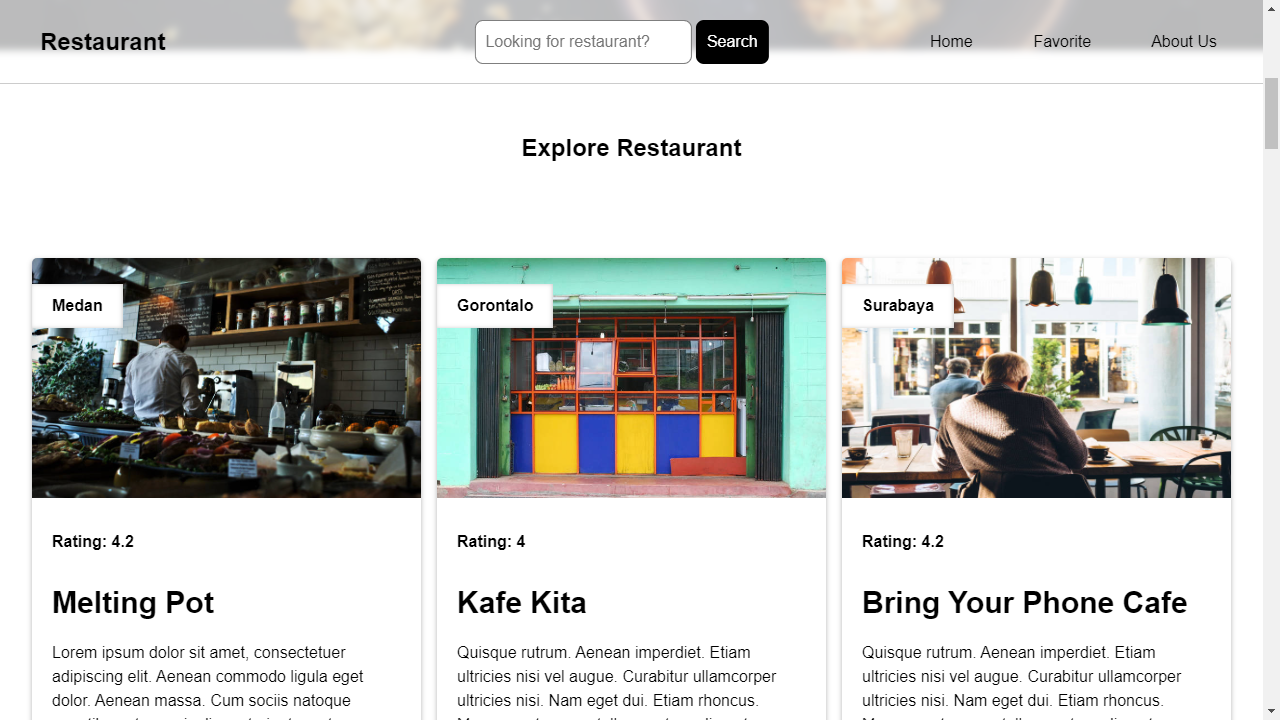 Restaurant
Looking for restaurant?
Search
Home
Favorite
About Us
Explore Restaurant
Medan
Gorontalo
Surabaya
Rating: 4.2
Melting Pot
Lorem ipsum dolor sit amet, consectetuer
adipiscing elit. Aenean commodo ligula eget
dolor. Aenean massa. Cum sociis natoque
Rating: 4
Kafe Kita
Quisque rutrum. Aenean imperdiet. Etiam
ultricies nisi vel augue. Curabitur ullamcorper
ultricies nisi. Nam eget dui. Etiam rhoncus.
Rating: 4.2
Bring Your Phone Cafe
Quisque rutrum. Aenean imperdiet. Etiam
ultricies nisi vel augue. Curabitur ullamcorper
ultricies nisi. Nam eget dui. Etiam rhoncus.